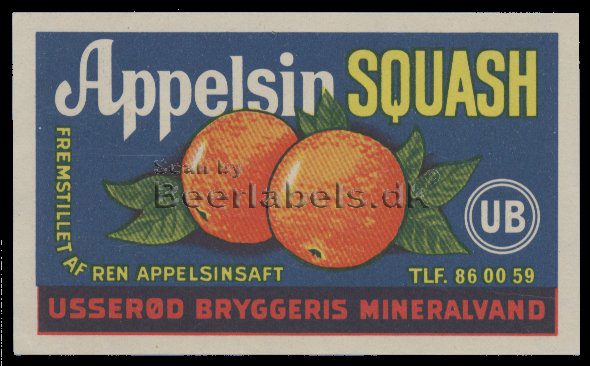 Appelsin SQUASH
FREMSTILLET AF
REN APPELSINSAFT
Scan by
Beerlabels.dk
UB
TLF. 86 00 59
USSERØD BRYGGERIS MINERALVAND